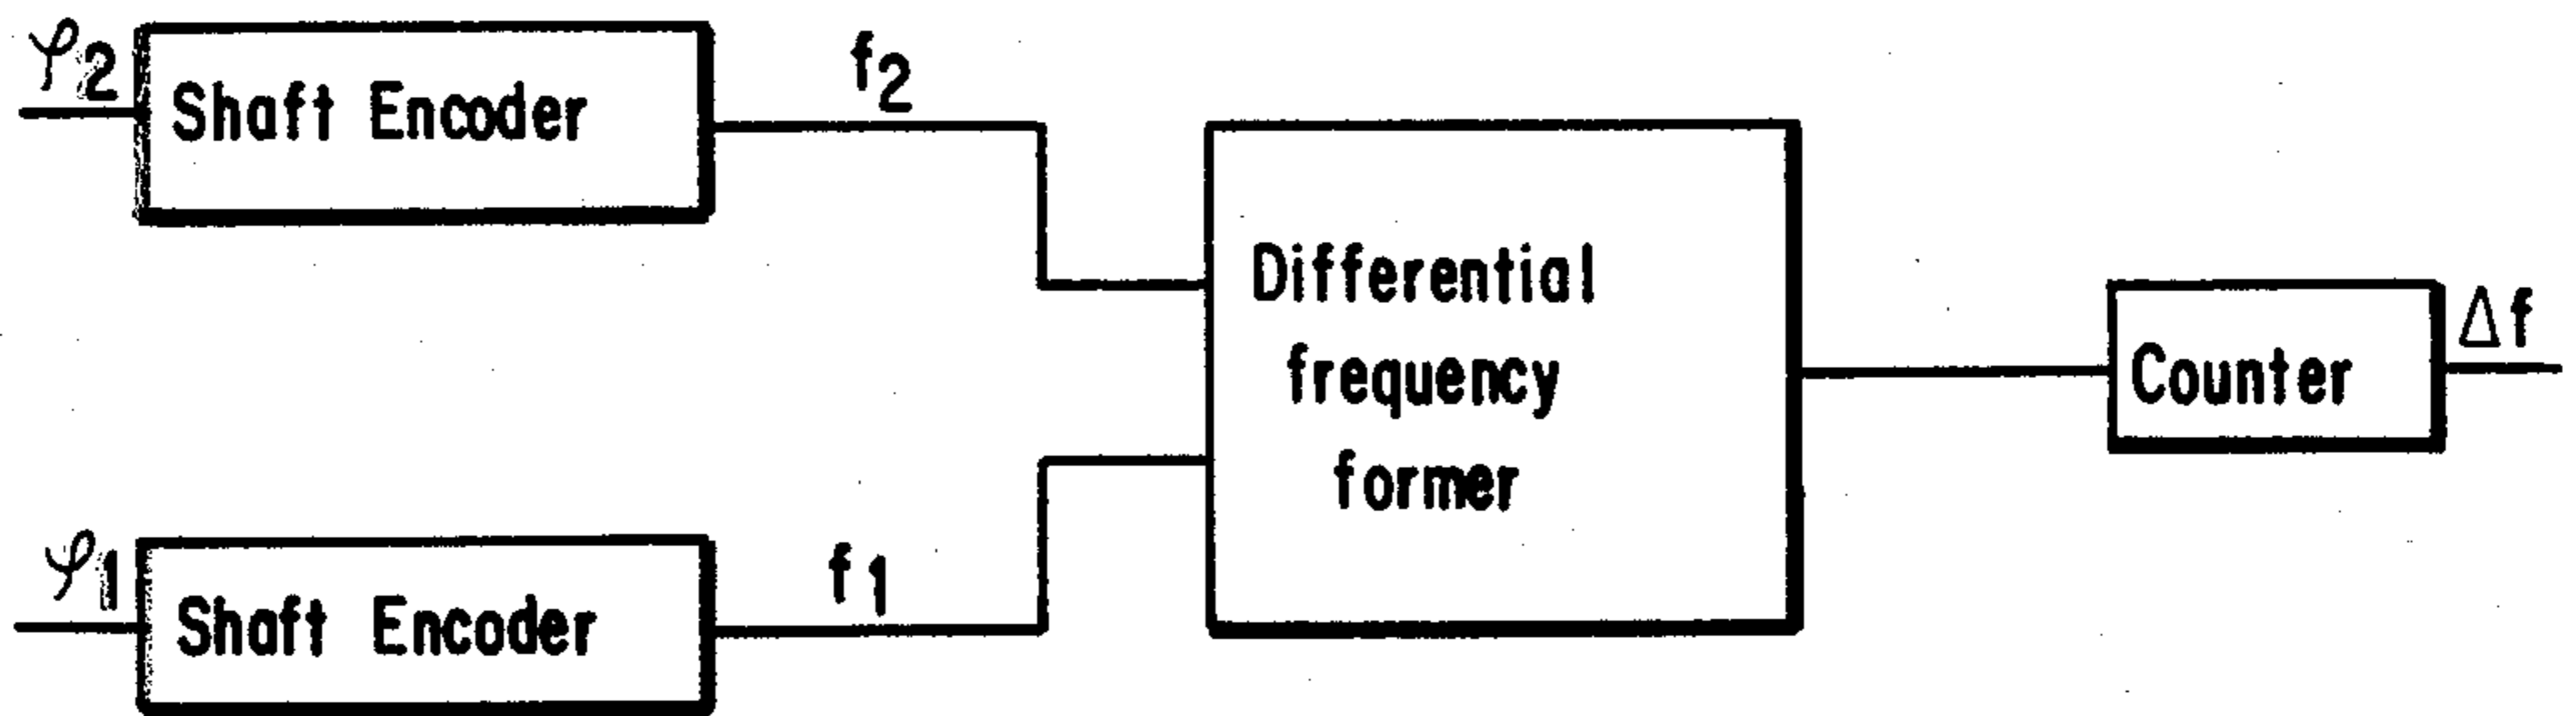 φ2
Shaft Encoder
f2
Differential
frequency
former
Counter
Δf
φ1
Shaft Encoder
f1